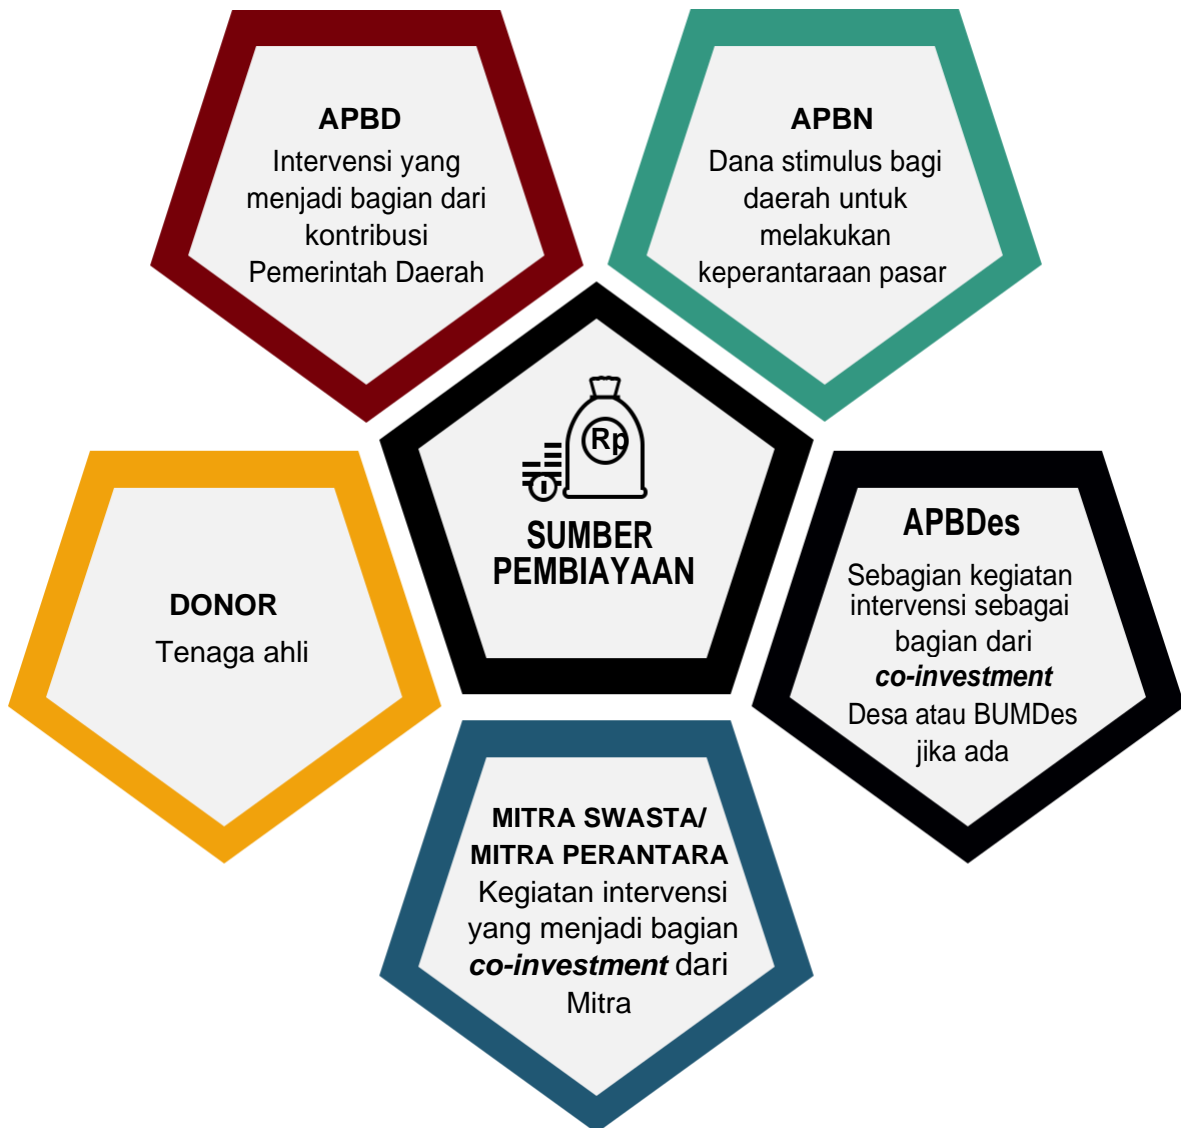 APBD
Intervensi yang
menjadi bagian dari
kontribusi
Pemerintah Daerah
APBN
Dana stimulus bagi
daerah untuk
melakukan
keperantaraan pasar
Rp
SUMBER
PEMBIAYAAN
DONOR
Tenaga ahli
APBDes
Sebagian kegiatan
intervensi sebagai
bagian dari
co-investment
Desa atau BUMDes
jika ada
MITRA SWASTA/
MITRA PERANTARA
Kegiatan intervensi
yang menjadi bagian
co-investment dari
Mitra